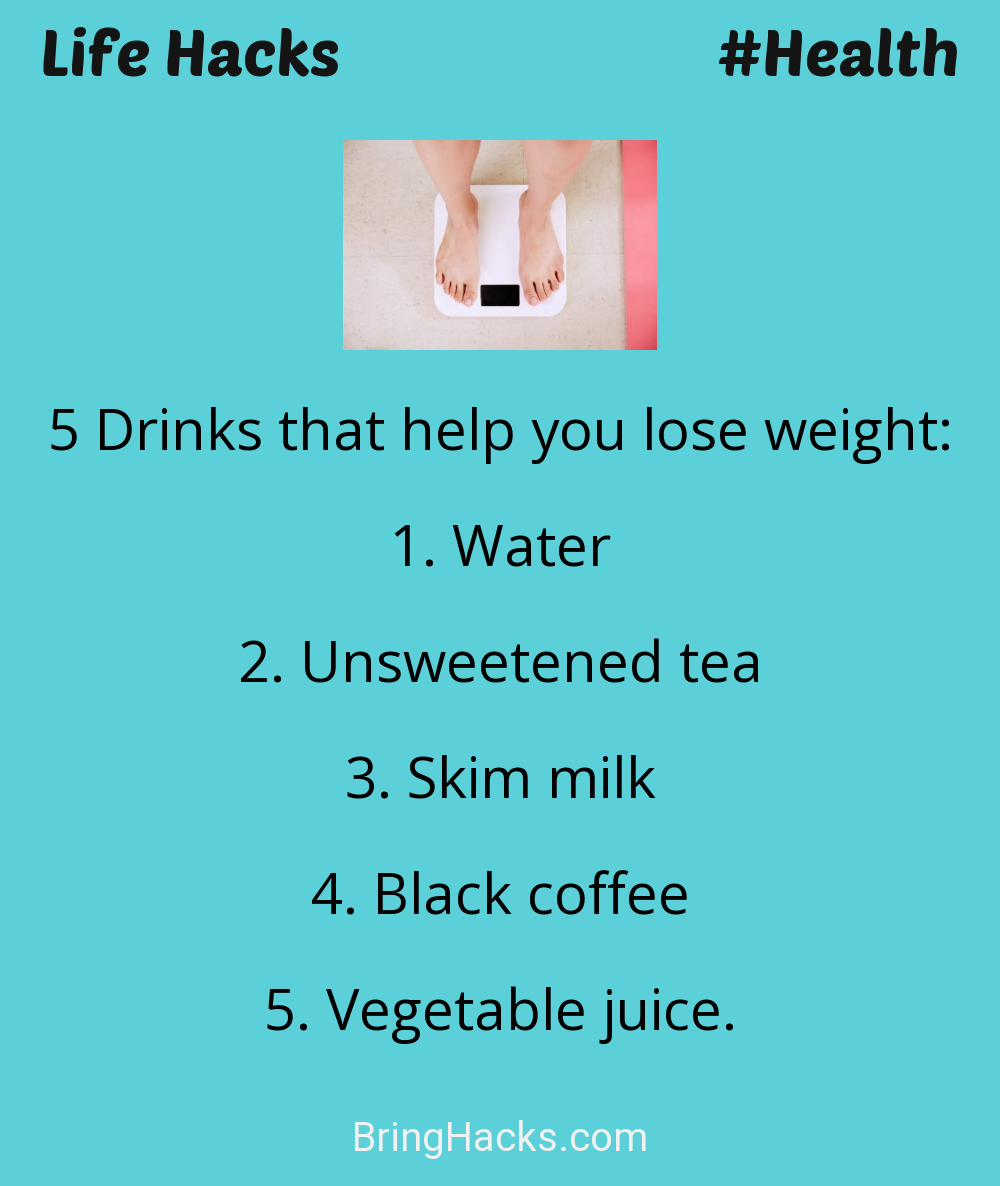 Life Hacks #Health
5 Drinks that help you lose weight:
1. Water
2. Unsweetened tea
3. Skim milk
4. Black coffee
5. Vegetable juice.
BringHacks.com